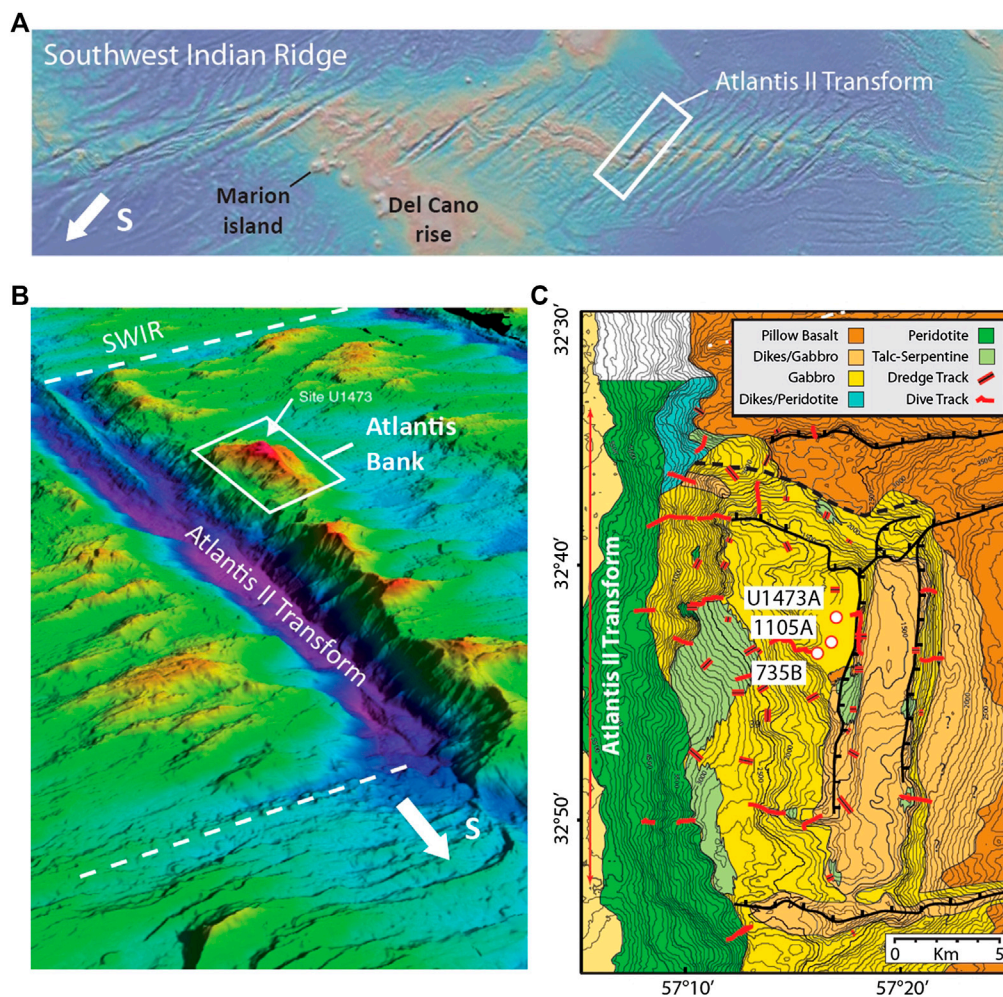 A
Southwest Indian Ridge
Atlantis II Transform
Marion
island
Del Cano
rise
S
B
SWIR
Site U1473
Atlantis
Bank
Atlantis II Transform
S
C
32°30′
32°40′
32°50′
Pillow Basalt
Dikes/Gabbro
Gabbro
Dikes/Peridotite
Peridotite
Talc-Serpentine
Dredge Track
Dive Track
Atlantis II Transform
U1473A
1105A
735B
0 Km 5
57°10′ 57°20′